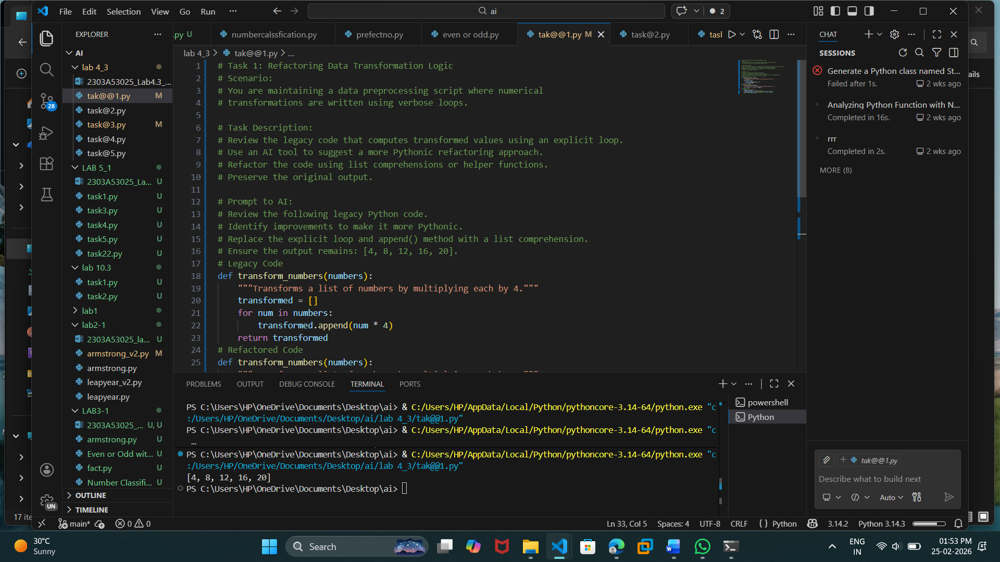 File Edit Selection View Go Run ···
ai
2
EXPLORER
AI
lab 4_3
2303A53025_Lab4.3_...
tak@@1.py M
task@2.py
task@3.py M
task@4.py
task@5.py
LAB 5_1
2303A53025_La... U
task1.py U
task3.py U
task4.py U
task5.py U
task22.py U
lab 10.3
task1.py U
task2.py U
lab1
lab2-1
2303A53025_la... U
armstrong_v2.py M
armstrong.py
leapyear_v2.py
leapyear.py
LAB3-1
2303A53025_... U, U
armstrong.py U
Even or Odd wit... U
fact.py U
Number Classifi... U
OUTLINE
TIMELINE
28
UN
17 ite
.py U
numbercalssfication.py
prefectno.py
even or odd.py
tak@@1.py M
task@2.py
tasl
lab 4_3 > tak@@1.py > ...
1 # Task 1: Refactoring Data Transformation Logic
2 # Scenario:
3 # You are maintaining a data preprocessing script where numerical
4 # transformations are written using verbose loops.
5
6 # Task Description:
7 # Review the legacy code that computes transformed values using an explicit loop.
8 # Use an AI tool to suggest a more Pythonic refactoring approach.
9 # Refactor the code using list comprehensions or helper functions.
10 # Preserve the original output.
11
12 # Prompt to AI:
13 # Review the following legacy Python code.
14 # Identify improvements to make it more Pythonic.
15 # Replace the explicit loop and append() method with a list comprehension.
16 # Ensure the output remains: [4, 8, 12, 16, 20].
17 # Legacy Code
18 def transform_numbers(numbers):
19 """Transforms a list of numbers by multiplying each by 4."""
20 transformed = []
21 for num in numbers:
22 transformed.append(num * 4)
23 return transformed
24 # Refactored Code
25 def transform_numbers(numbers):
PROBLEMS OUTPUT DEBUG CONSOLE TERMINAL PORTS
PS C:\Users\HP\OneDrive\Documents\Desktop\ai> & C:/Users/HP/AppData/Local/Python/pythoncore-3.14-64/python.exe "c
:/Users/HP/OneDrive/Documents/Desktop/ai/lab 4_3/tak@@1.py"
PS C:\Users\HP\OneDrive\Documents\Desktop\ai> & C:/Users/HP/AppData/Local/Python/pythoncore-3.14-64/python.exe "c
...
PS C:\Users\HP\OneDrive\Documents\Desktop\ai> & C:/Users/HP/AppData/Local/Python/pythoncore-3.14-64/python.exe "c
:/Users/HP/OneDrive/Documents/Desktop/ai/lab 4_3/tak@@1.py"
[4, 8, 12, 16, 20]
PS C:\Users\HP\OneDrive\Documents\Desktop\ai>
powershell
Python
CHAT
SESSIONS
Generate a Python class named St...
Failed after 1s. 2 wks ago
Analyzing Python Function with N...
Completed in 16s. 2 wks ago
rrr
Completed in 2s. 2 wks ago
MORE (8)
tak@@1.py
Describe what to build next
Auto
ails
main* 0 0
Ln 33, Col 5 Spaces: 4 UTF-8 CRLF { } Python 3.14.2 Python 3.14.3
30°C
Sunny
Search
ENG
IN
01:53 PM
25-02-2026